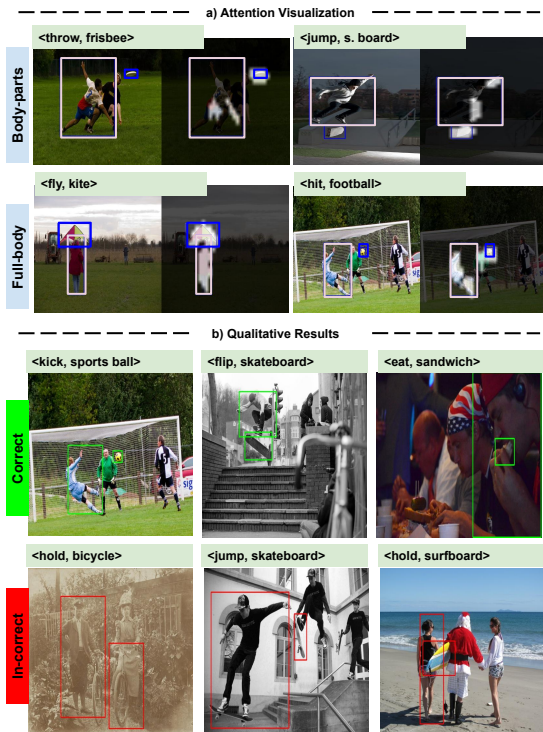 a) Attention Visualization
<throw, frisbee>
<jump, s. board>
Body-parts
<fly, kite>
<hit, football>
Full-body
b) Qualitative Results
<kick, sports ball>
<flip, skateboard>
<eat, sandwich>
Correct
<hold, bicycle>
<jump, skateboard>
<hold, surfboard>
In-correct